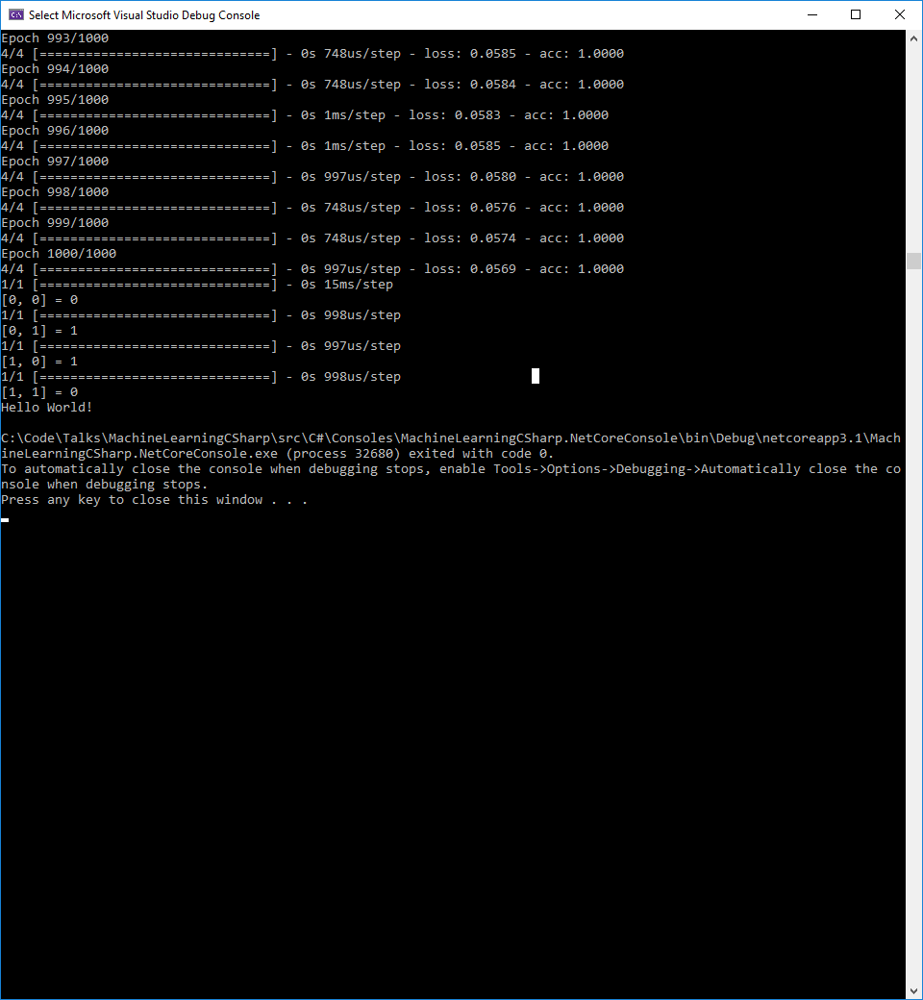 Select Microsoft Visual Studio Debug Console
Epoch 993/1000
4/4 [==============================] - 0s 748us/step - loss: 0.0585 - acc: 1.0000
Epoch 994/1000
4/4 [==============================] - 0s 748us/step - loss: 0.0584 - acc: 1.0000
Epoch 995/1000
4/4 [==============================] - 0s 1ms/step - loss: 0.0583 - acc: 1.0000
Epoch 996/1000
4/4 [==============================] - 0s 1ms/step - loss: 0.0585 - acc: 1.0000
Epoch 997/1000
4/4 [==============================] - 0s 997us/step - loss: 0.0580 - acc: 1.0000
Epoch 998/1000
4/4 [==============================] - 0s 748us/step - loss: 0.0576 - acc: 1.0000
Epoch 999/1000
4/4 [==============================] - 0s 748us/step - loss: 0.0574 - acc: 1.0000
Epoch 1000/1000
4/4 [==============================] - 0s 997us/step - loss: 0.0569 - acc: 1.0000
1/1 [==============================] - 0s 15ms/step
[0, 0] = 0
1/1 [==============================] - 0s 998us/step
[0, 1] = 1
1/1 [==============================] - 0s 997us/step
[1, 0] = 1
1/1 [==============================] - 0s 998us/step
[1, 1] = 0
Hello World!
C:\Code\Talks\MachineLearningCSharp\src\C#\Consoles\MachineLearningCSharp.NetCoreConsole\bin\Debug\netcoreapp3.1\Mach
ineLearningCSharp.NetCoreConsole.exe (process 32680) exited with code 0.
To automatically close the console when debugging stops, enable Tools->Options->Debugging->Automatically close the co
nsole when debugging stops.
Press any key to close this window . . .